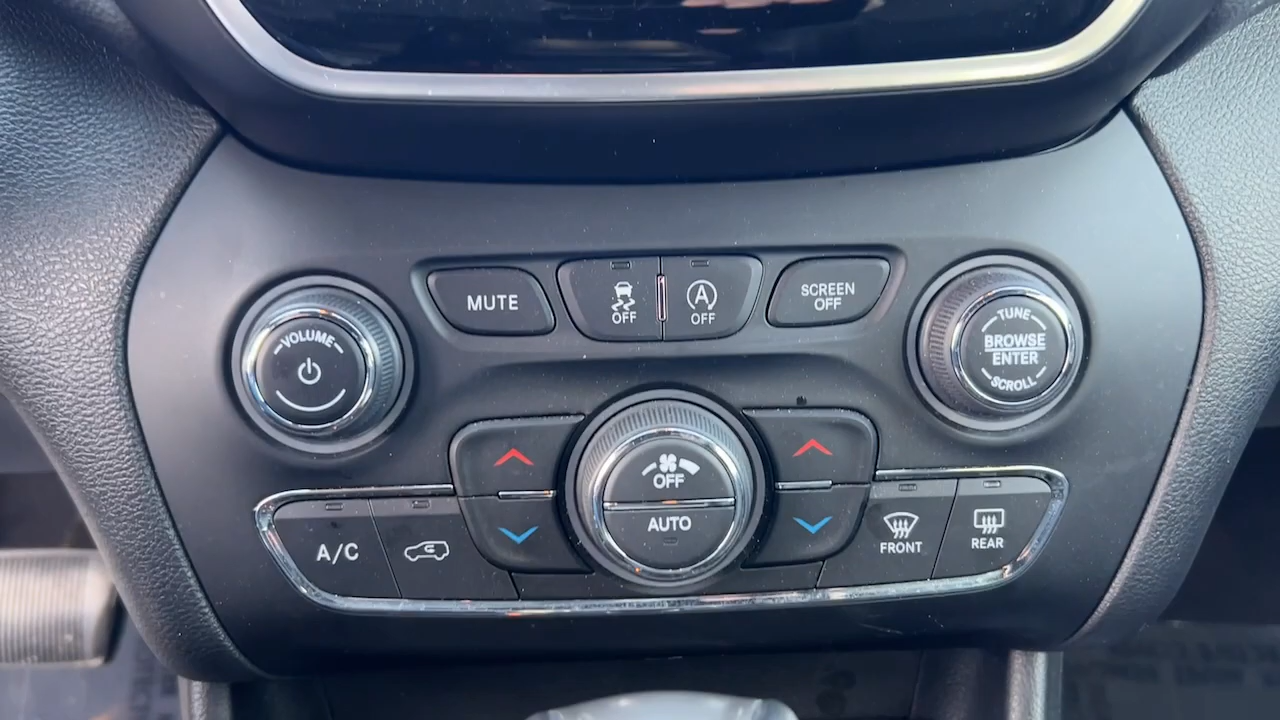 MUTE
OFF
A
OFF
SCREEN
OFF
VOLUME
TUNE
BROWSE
ENTER
SCROLL
OFF
AUTO
A/C
FRONT
REAR